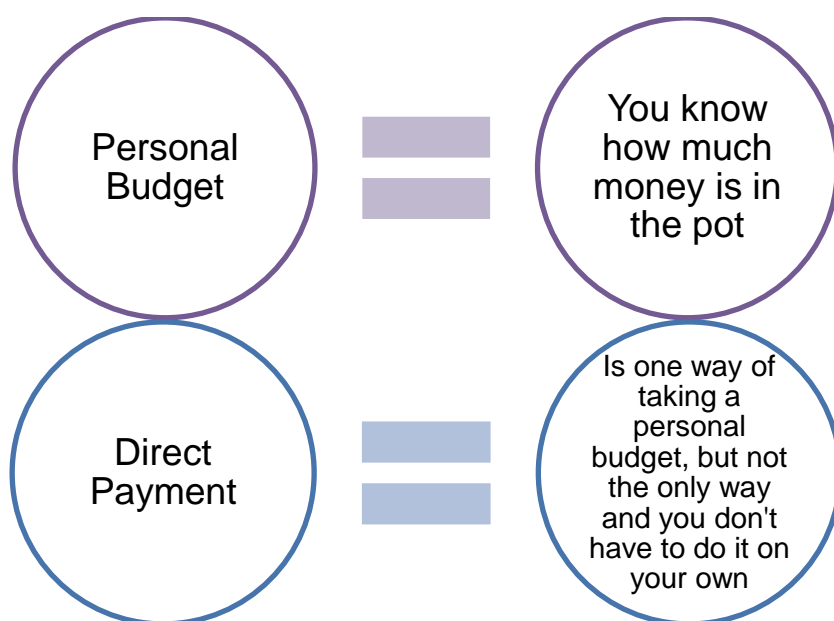 Personal
Budget
You know
how much
money is in
the pot
Direct
Payment
Is one way of
taking a
personal
budget, but not
the only way
and you don't
have to do it on
your own